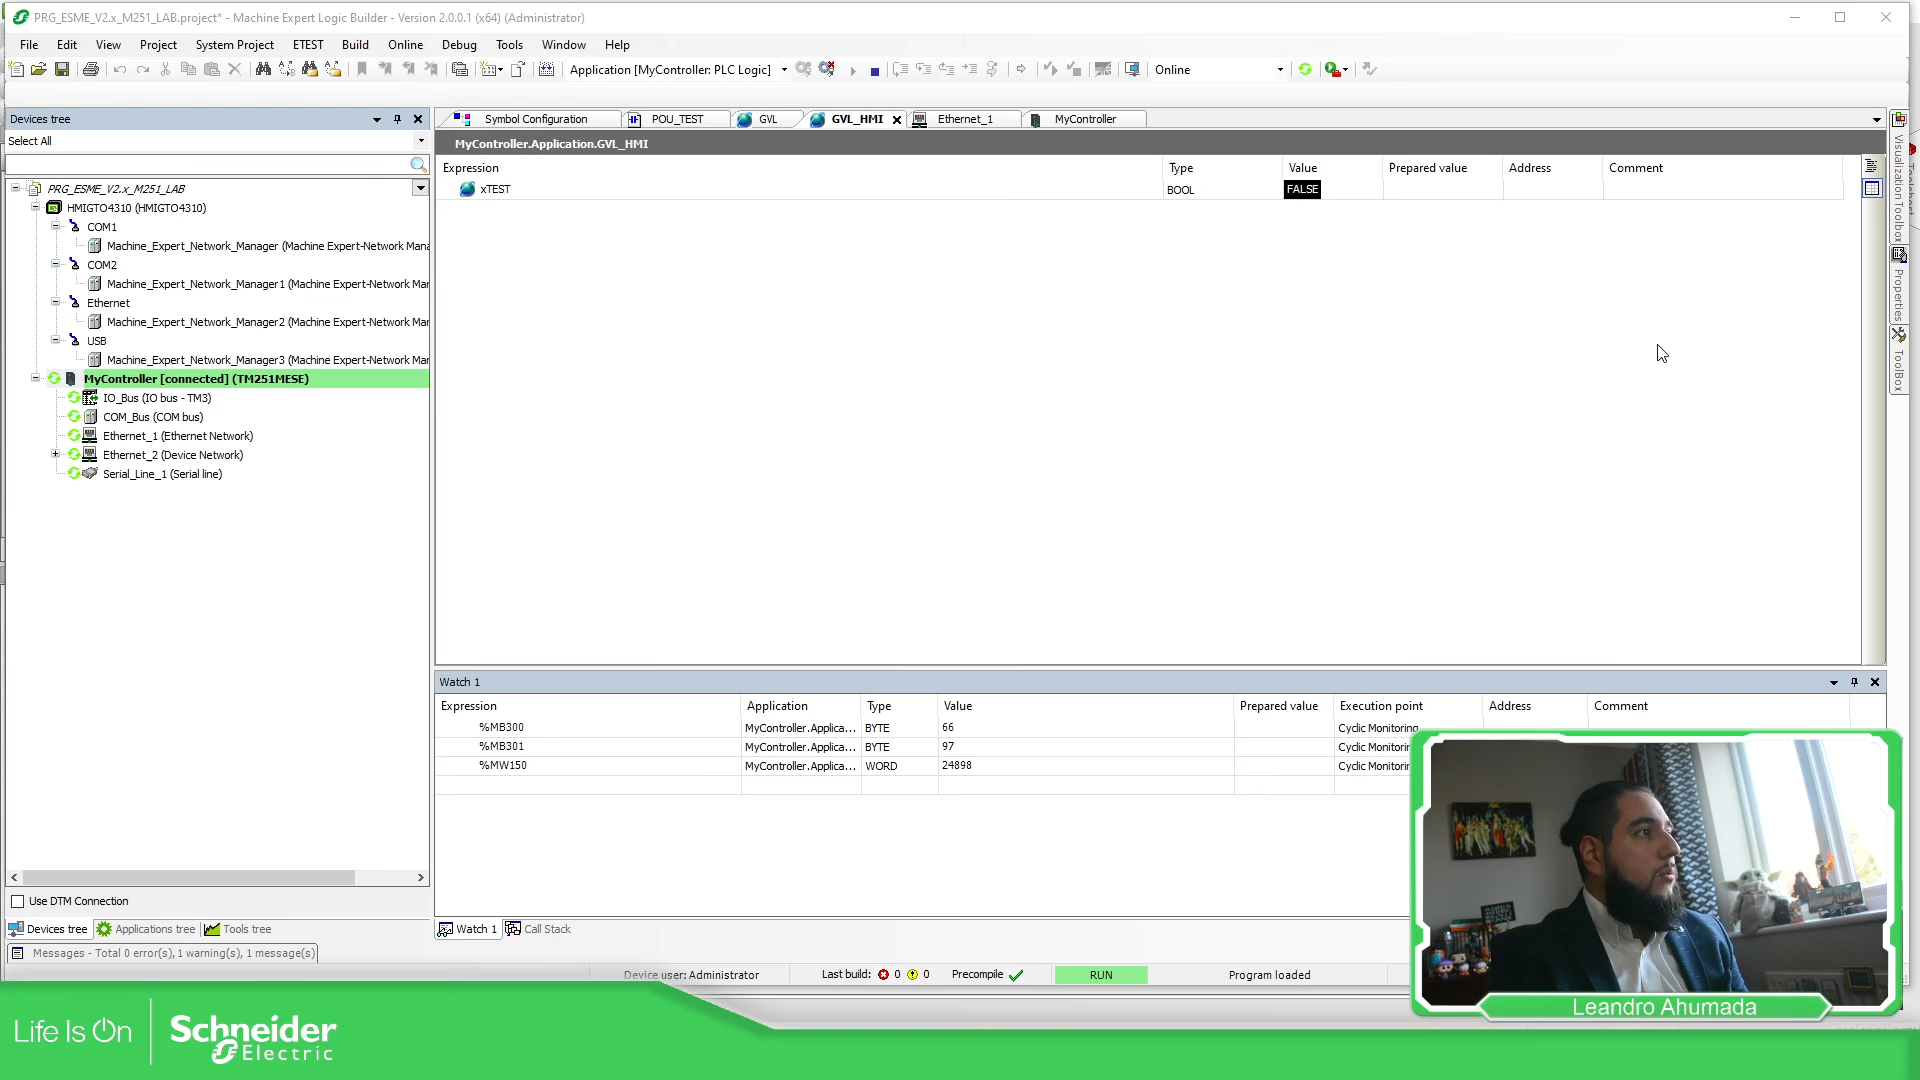 PRG_ESME_V2.x_M251_LAB.project* - Machine Expert Logic Builder - Version 2.0.0.1 (x64) (Administrator)
File Edit View Project System Project ETEST Build Online Debug Tools Window Help
Application [MyController: PLC Logic] Online
Devices tree
Select All
PRG_ESME_V2.x_M251_LAB
HMIGTO4310 (HMIGTO4310)
COM1
Machine_Expert_Network_Manager (Machine Expert-Network Mana
COM2
Machine_Expert_Network_Manager1 (Machine Expert-Network Mar
Ethernet
Machine_Expert_Network_Manager2 (Machine Expert-Network Mar
USB
Machine_Expert_Network_Manager3 (Machine Expert-Network Mar
MyController [connected] (TM251MESE)
IO_Bus (IO bus - TM3)
COM_Bus (COM bus)
Ethernet_1 (Ethernet Network)
Ethernet_2 (Device Network)
Serial_Line_1 (Serial line)
Use DTM Connection
Devices tree Applications tree Tools tree
Messages - Total 0 error(s), 1 warning(s), 1 message(s)
Symbol Configuration POU_TEST GVL GVL_HMI Ethernet_1 MyController
MyController.Application.GVL_HMI
Expression Type Value Prepared value Address Comment
xTEST BOOL FALSE
Visualization Toolbox
Properties
ToolBox
Watch 1
Expression Application Type Value Prepared value Execution point Address Comment
%MB300 MyController.Applica... BYTE 66 Cyclic Monitoring
%MB301 MyController.Applica... BYTE 97 Cyclic Monitorin
%MW150 MyController.Applica... WORD 24898 Cyclic Monitorin
Watch 1 Call Stack
Device user: Administrator Last build: 0 0 Precompile RUN Program loaded
Leandro Ahumada
Life Is On Schneider
Electric